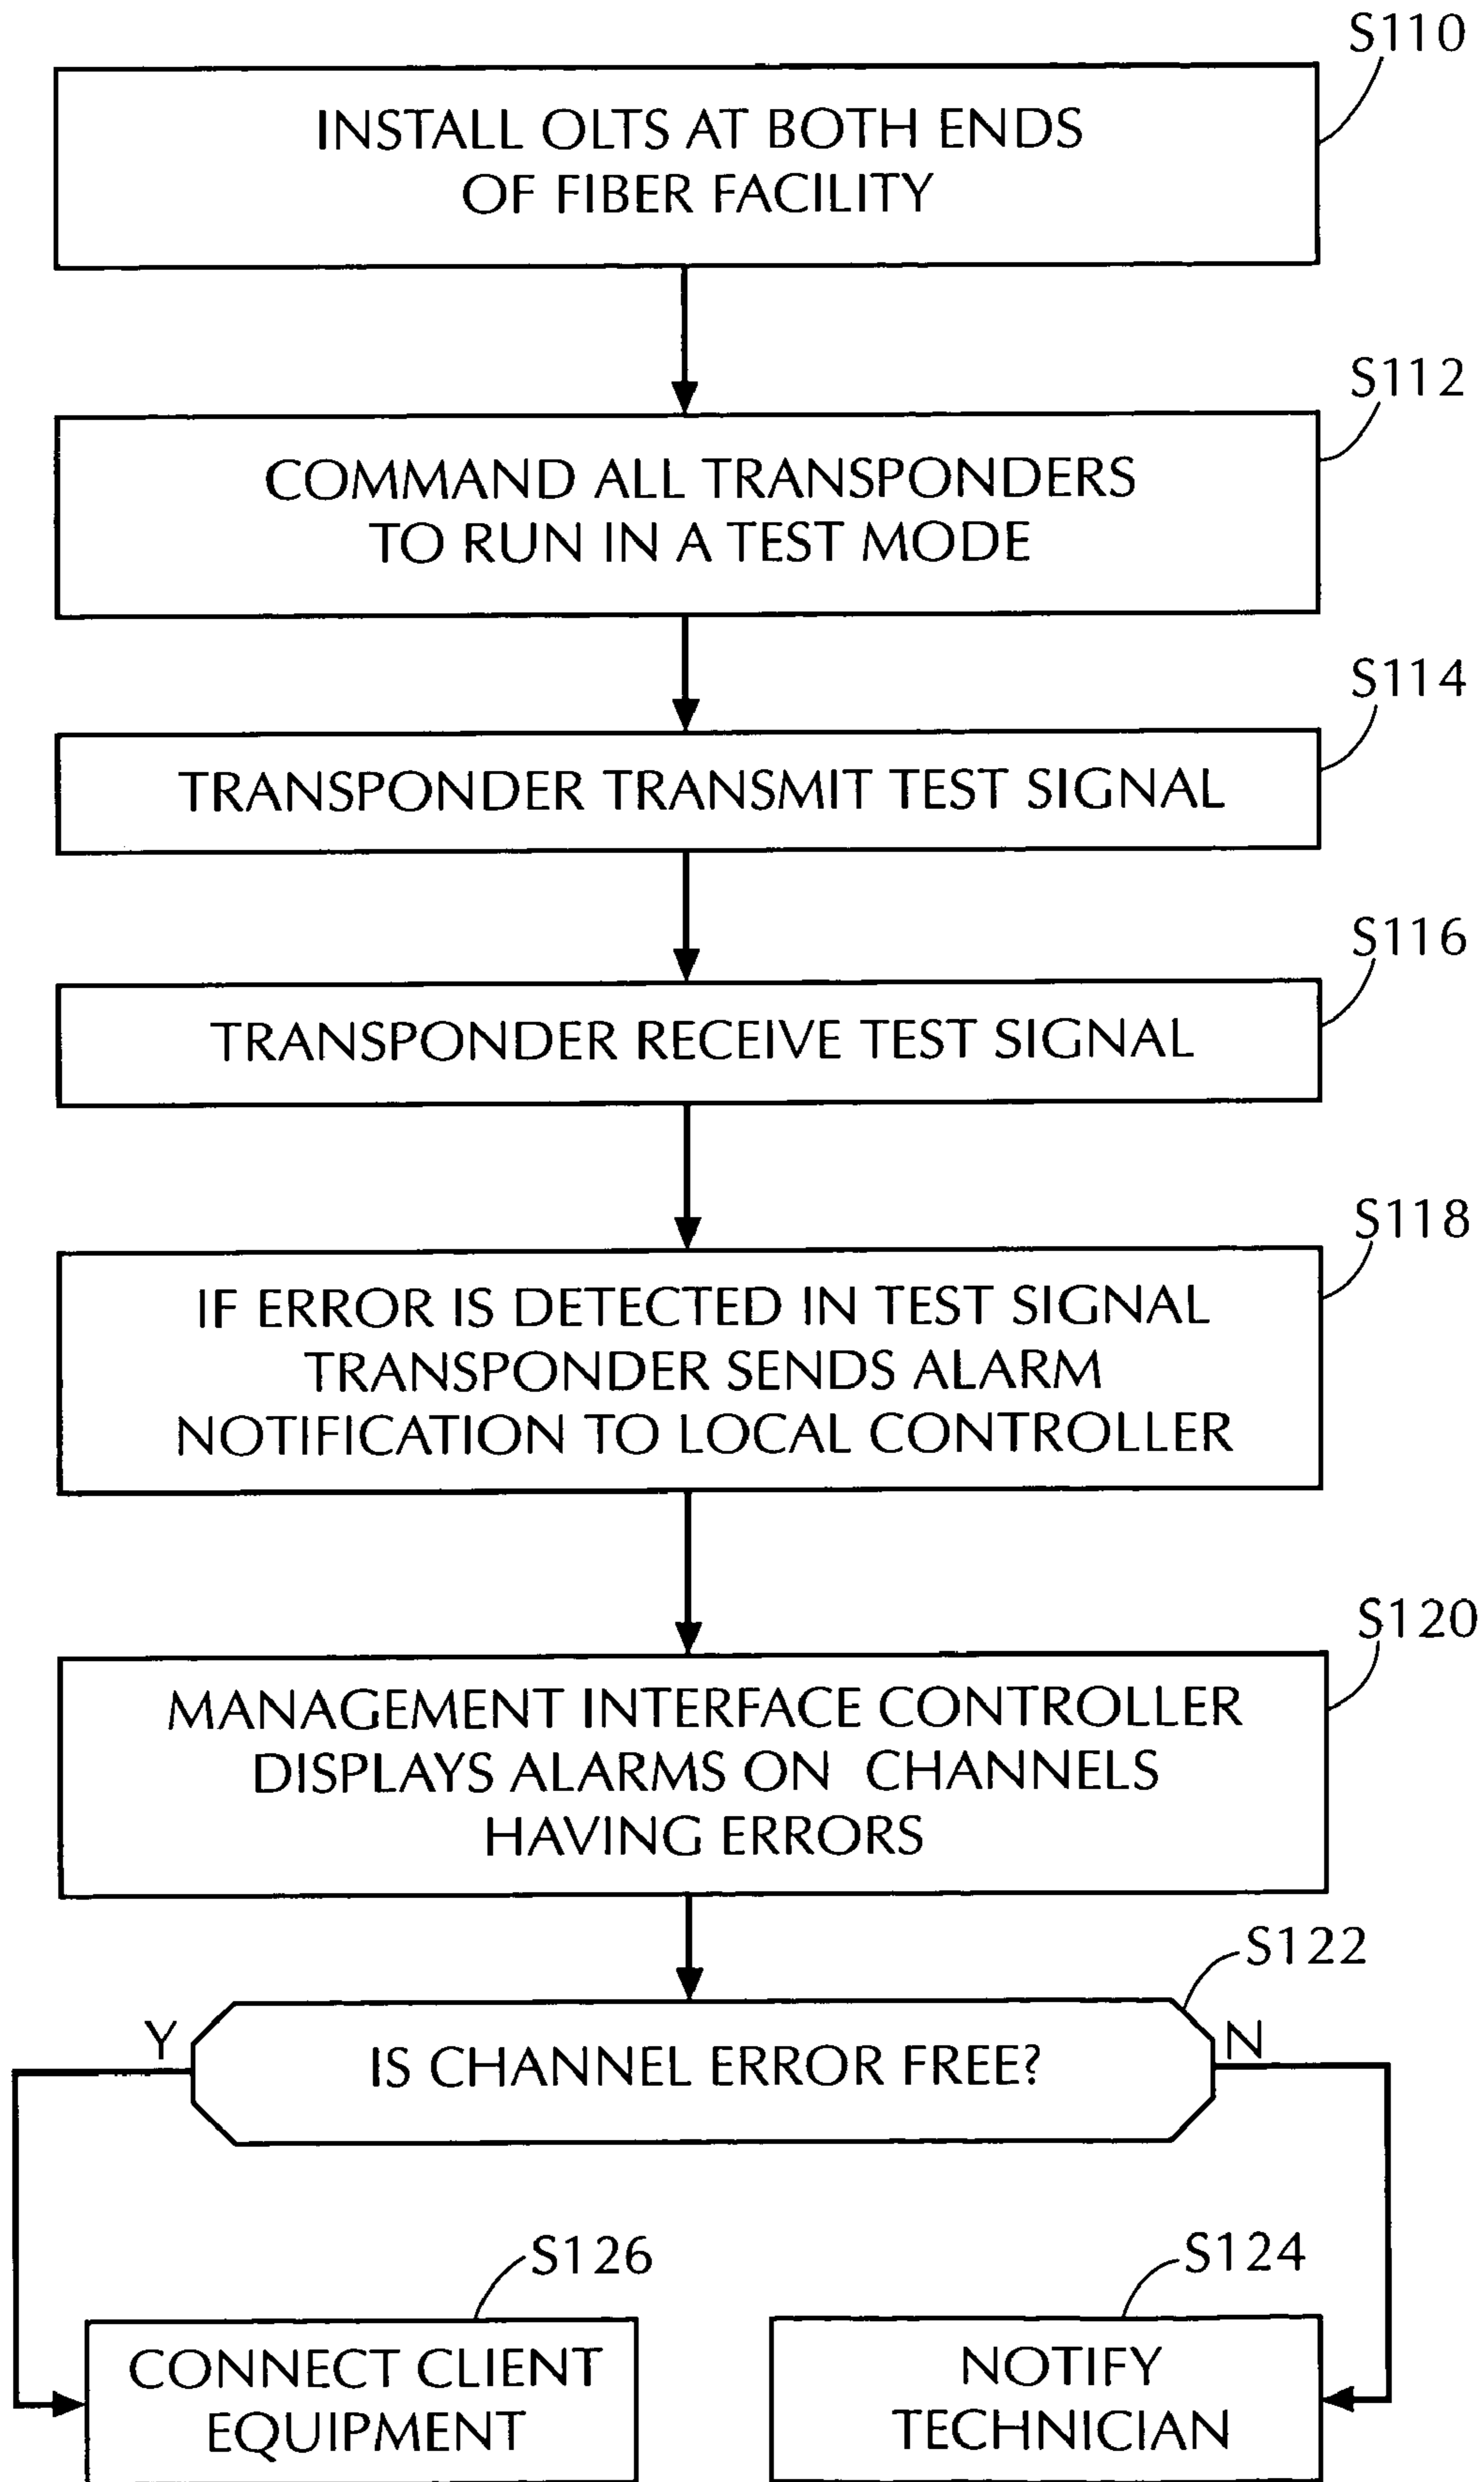 S110
INSTALL OLTS AT BOTH ENDS
OF FIBER FACILITY
S112
COMMAND ALL TRANSPONDERS
TO RUN IN A TEST MODE
S114
TRANSPONDER TRANSMIT TEST SIGNAL
S116
TRANSPONDER RECEIVE TEST SIGNAL
S118
IF ERROR IS DETECTED IN TEST SIGNAL
TRANSPONDER SENDS ALARM
NOTIFICATION TO LOCAL CONTROLLER
S120
MANAGEMENT INTERFACE CONTROLLER
DISPLAYS ALARMS ON CHANNELS
HAVING ERRORS
S122
Y
IS CHANNEL ERROR FREE?
N
S126
CONNECT CLIENT
EQUIPMENT
S124
NOTIFY
TECHNICIAN